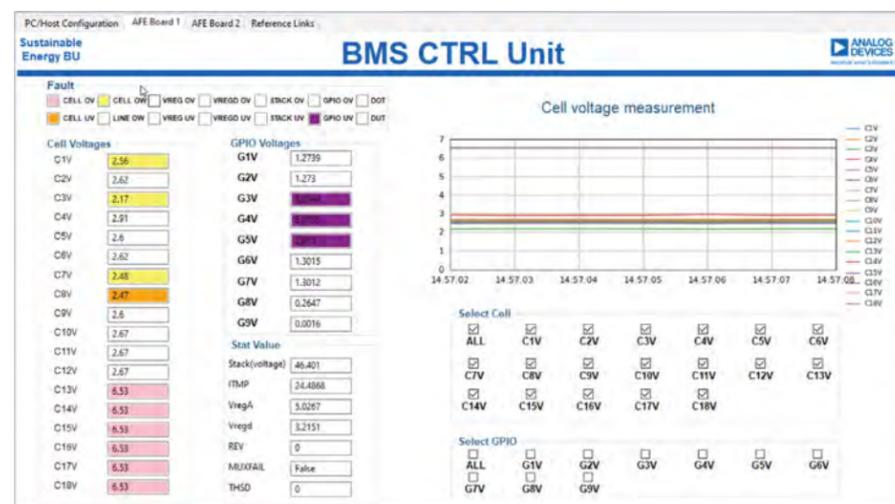 PC/Host Configuration AFE Board 1 AFE Board 2 Reference Links
Sustainable
Energy BU
BMS CTRL Unit
ANALOG
DEVICES
Fault
CELL OV CELL OW VREG OV VREGD OV STACK OV GPIO OV DOT
CELL UV LINE OW VREG UV VREGD UV STACK UV GPIO UV DUT
Cell Voltages
C1V 2.56
C2V 2.62
C3V 2.17
C4V 2.91
C5V 2.6
C6V 2.62
C7V 2.48
C8V 2.47
C9V 2.6
C10V 2.67
C11V 2.67
C12V 2.67
C13V 6.53
C14V 6.53
C15V 6.53
C16V 6.53
C17V 6.53
C18V 6.53
GPIO Voltages
G1V 1.2739
G2V 1.273
G3V
G4V
G5V
G6V 1.3015
G7V 1.3012
G8V 0.2647
G9V 0.0016
Stat Value
Stack(voltage) 46.401
ITMP 24.4868
VregA 5.0267
Vregd 3.2151
REV 0
MUXFAIL False
THSD 0
Cell voltage measurement
7
6
5
4
3
2
1
0
14:57:02 14:57:03 14:57:04 14:57:05 14:57:06 14:57:07 14:57:08
C1V
C2V
C3V
C4V
C5V
C6V
C7V
C8V
C9V
C10V
C11V
C12V
C13V
C14V
C15V
C16V
C17V
C18V
Select Cell
ALL C1V C2V C3V C4V C5V C6V
C7V C8V C9V C10V C11V C12V C13V
C14V C15V C16V C17V C18V
Select GPIO
ALL G1V G2V G3V G4V G5V G6V
G7V G8V G9V